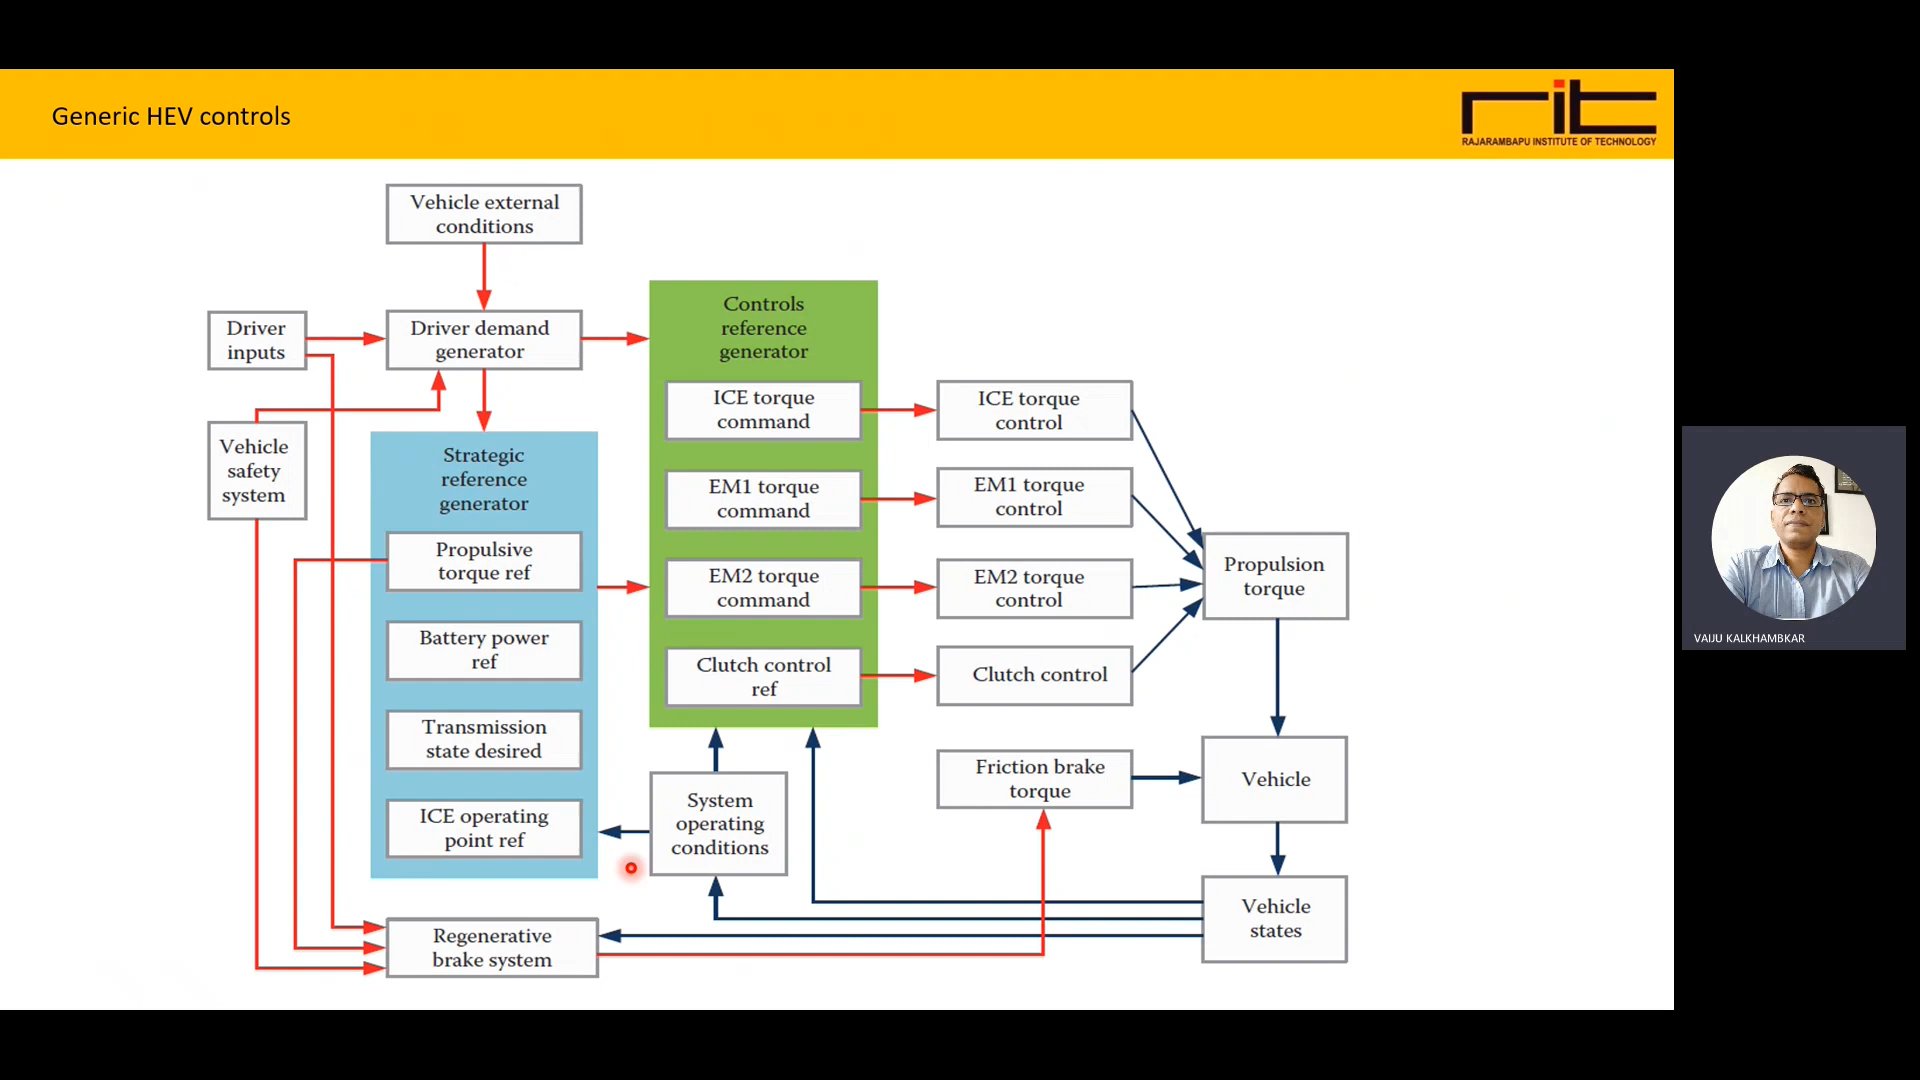 Generic HEV controls
rit
RAJARAMBAPU INSTITUTE OF TECHNOLOGY
Vehicle external
conditions
Driver
inputs
Driver demand
generator
Vehicle
safety
system
Strategic
reference
generator
Propulsive
torque ref
Battery power
ref
Transmission
state desired
ICE operating
point ref
Controls
reference
generator
ICE torque
command
EM1 torque
command
EM2 torque
command
Clutch control
ref
ICE torque
control
EM1 torque
control
EM2 torque
control
Clutch control
Propulsion
torque
System
operating
conditions
Friction brake
torque
Vehicle
Vehicle
states
Regenerative
brake system
VAIJU KALKHAMBKAR